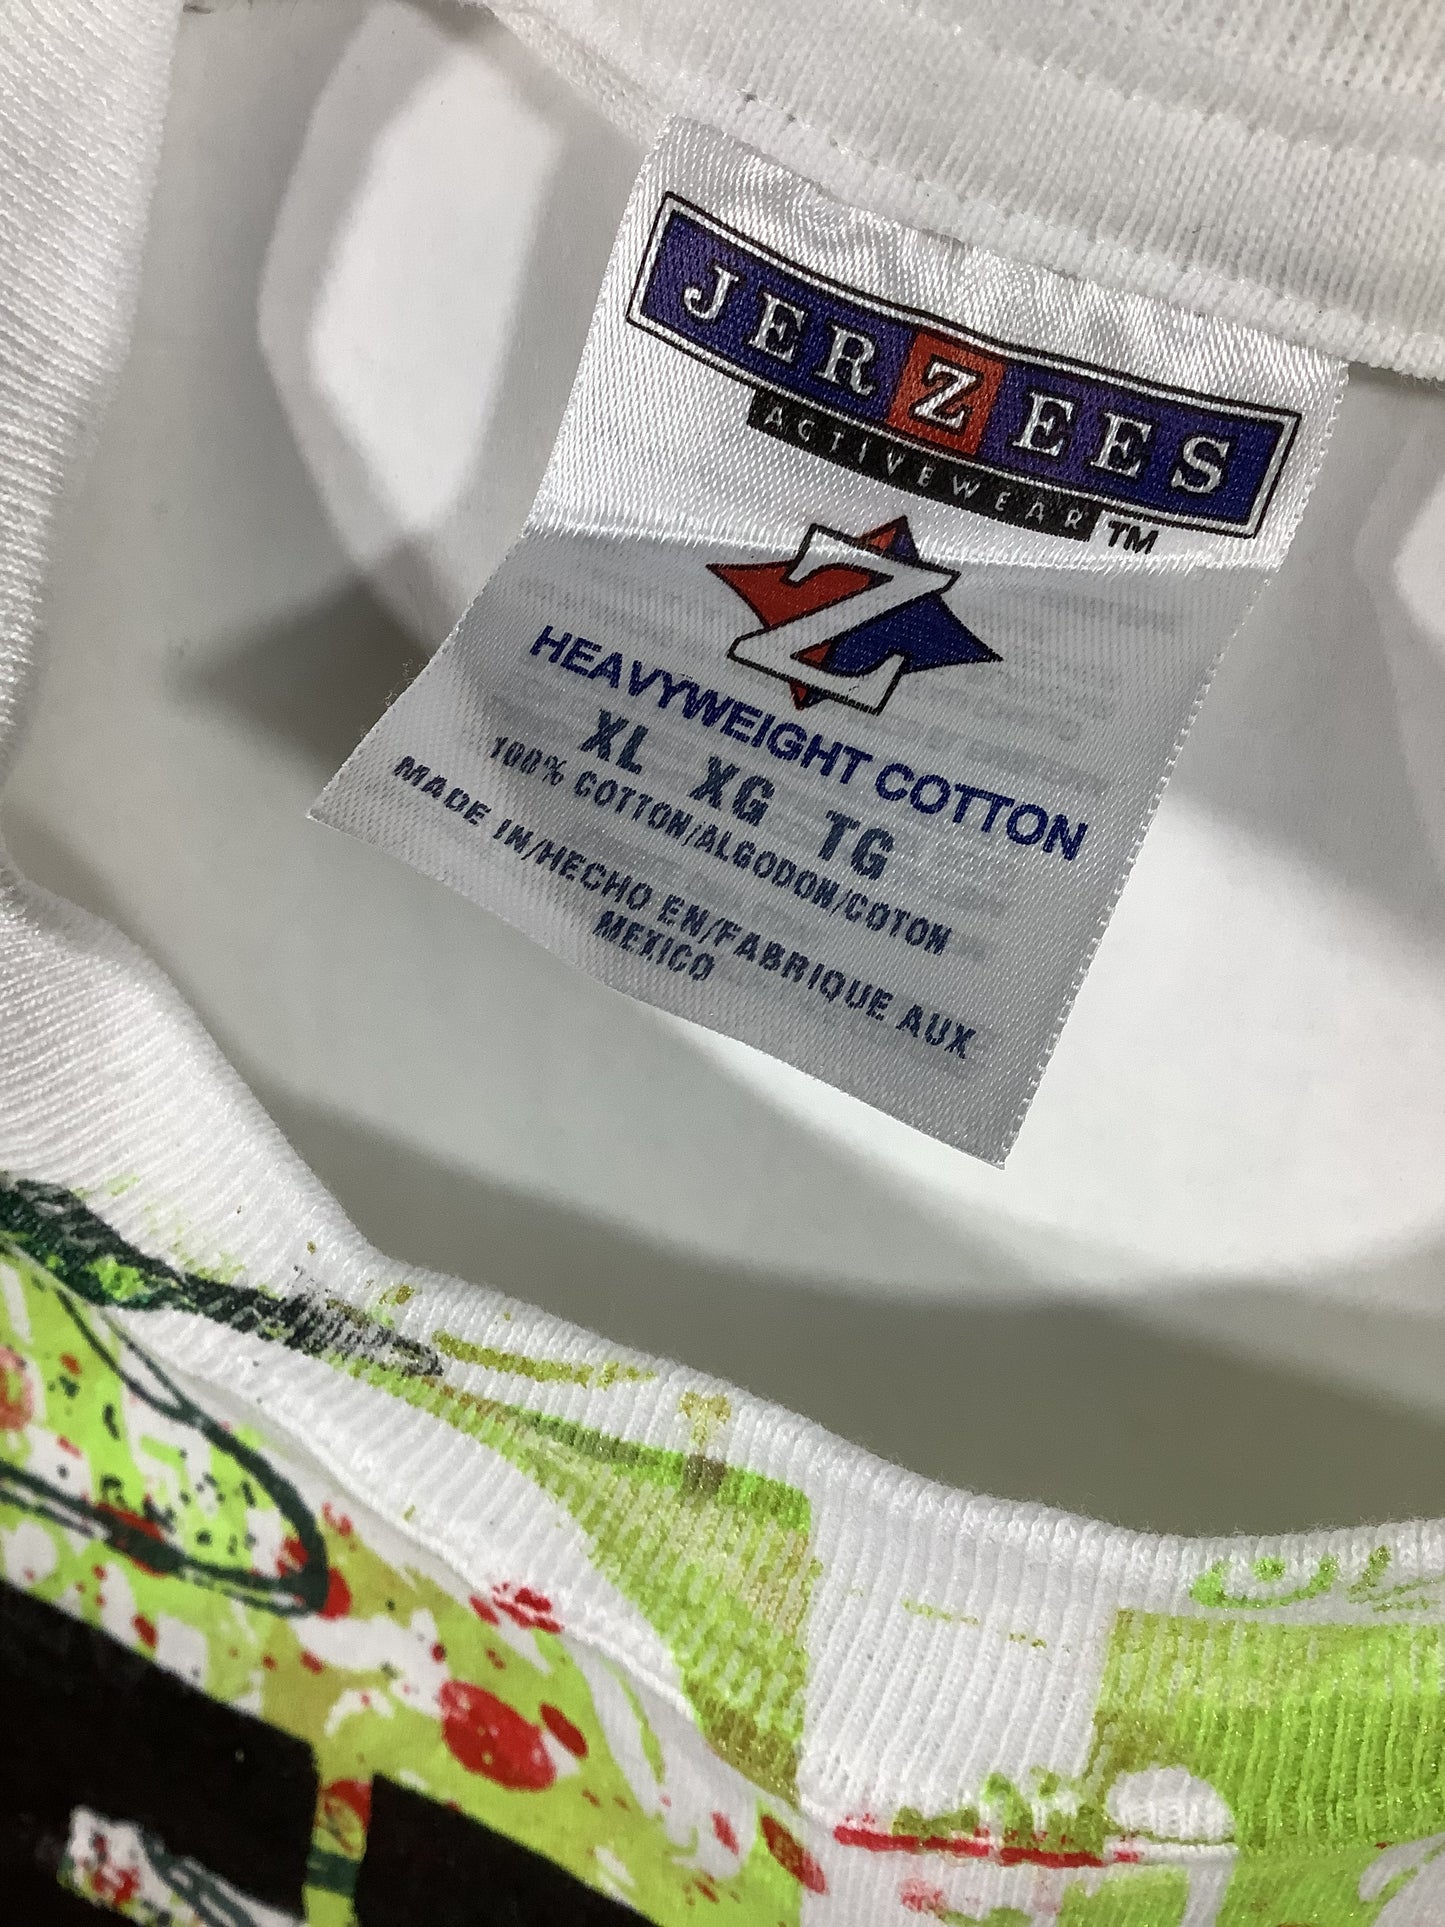 JERZEES
ACTIVEWEAR TM
Z
HEAVYWEIGHT COTTON
XL XG TG
100% COTTON/ALGODON/COTON
MADE IN/HECHO EN/FABRIQUE AUX
MEXICO